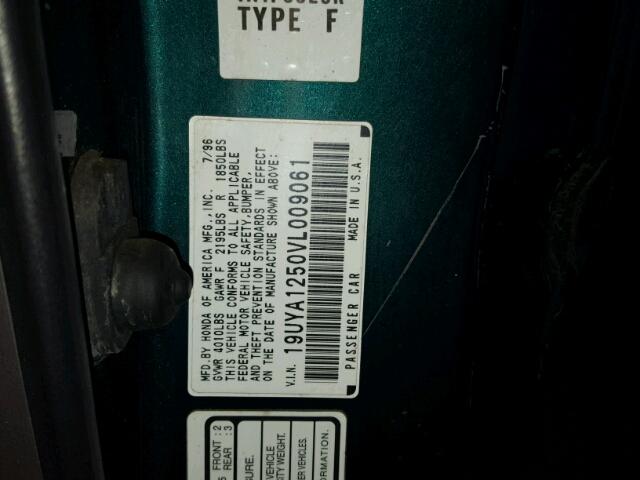 TYPE F
MFD.BY HONDA OF AMERICA MFG.,INC. 7/96
GVWR 4010LBS GAWR F 2195LBS R 1850LBS
THIS VEHICLE CONFORMS TO ALL APPLICABLE
FEDERAL MOTOR VEHICLE SAFETY,BUMPER,
AND THEFT PREVENTION STANDARDS IN EFFECT
ON THE DATE OF MANUFACTURE SHOWN ABOVE:
V.I.N. 19UYA1250VL009061
PASSENGER CAR MADE IN U.S.A.
FRONT:2
REAR :3
VEHICLE
WEIGHT.